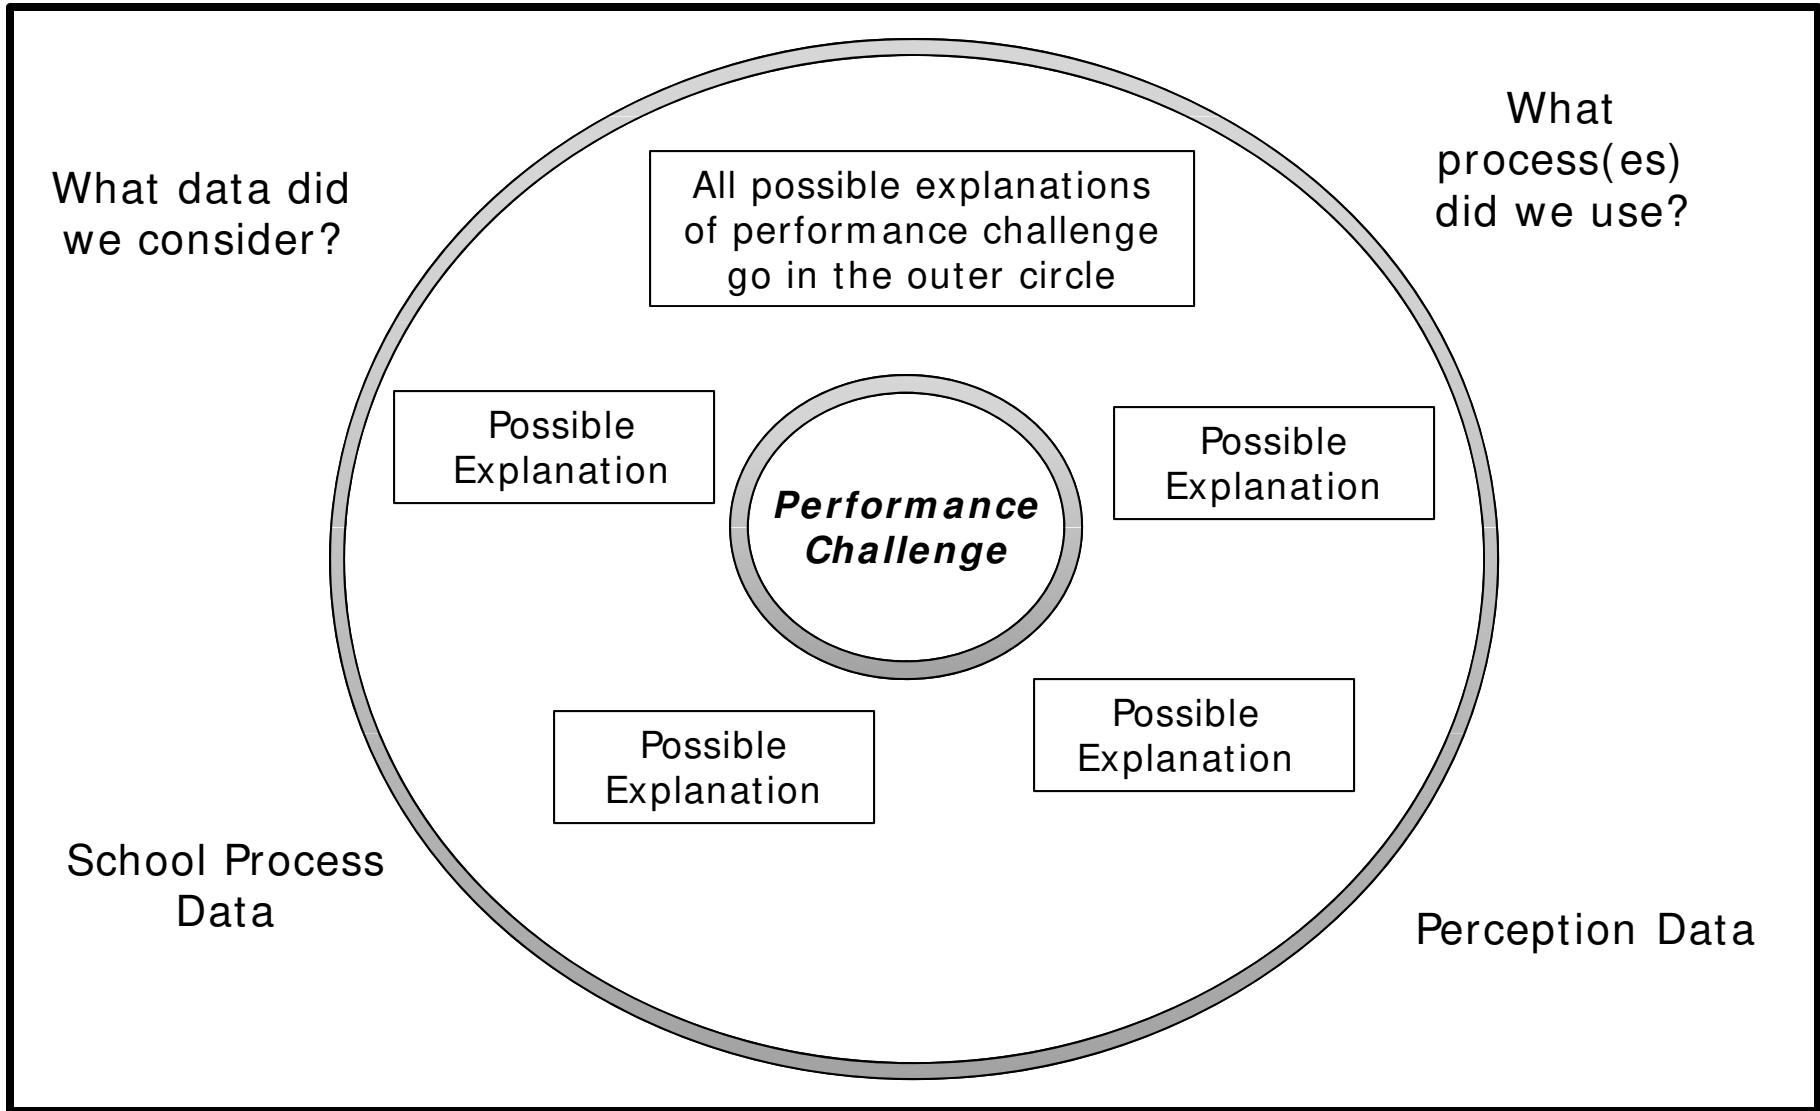 What data did
we consider?
What
process(es)
did we use?
All possible explanations
of performance challenge
go in the outer circle
Possible
Explanation
Performance
Challenge
Possible
Explanation
Possible
Explanation
Possible
Explanation
School Process
Data
Perception Data